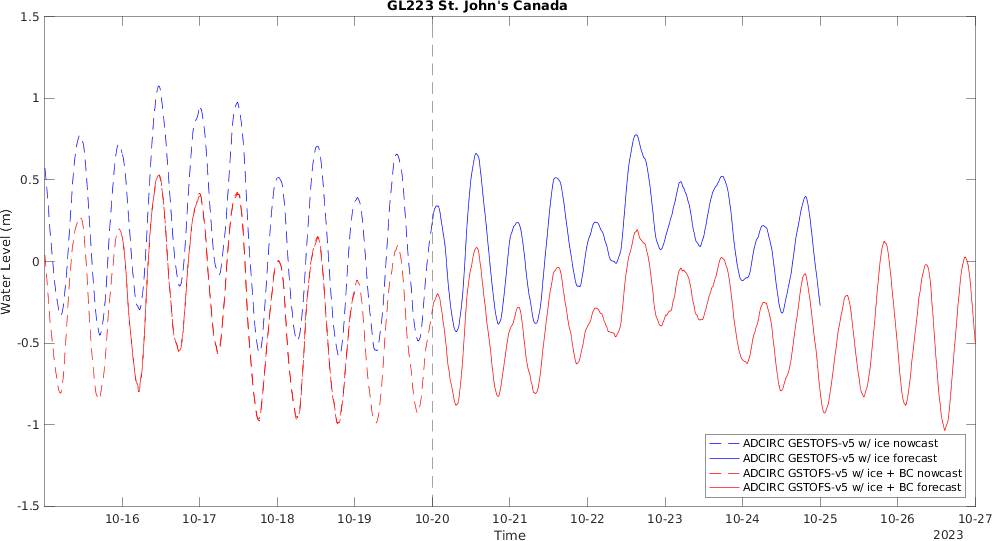 GL223 St. John's Canada
1.5
1
0.5
0
-0.5
-1
-1.5
Water Level (m)
10-16 10-17 10-18 10-19 10-20 10-21 10-22 10-23 10-24 10-25 10-26 10-27
Time
2023
ADCIRC GESTOFS-v5 w/ ice nowcast
ADCIRC GESTOFS-v5 w/ ice forecast
ADCIRC GSTOFS-v5 w/ ice + BC nowcast
ADCIRC GSTOFS-v5 w/ ice + BC forecast